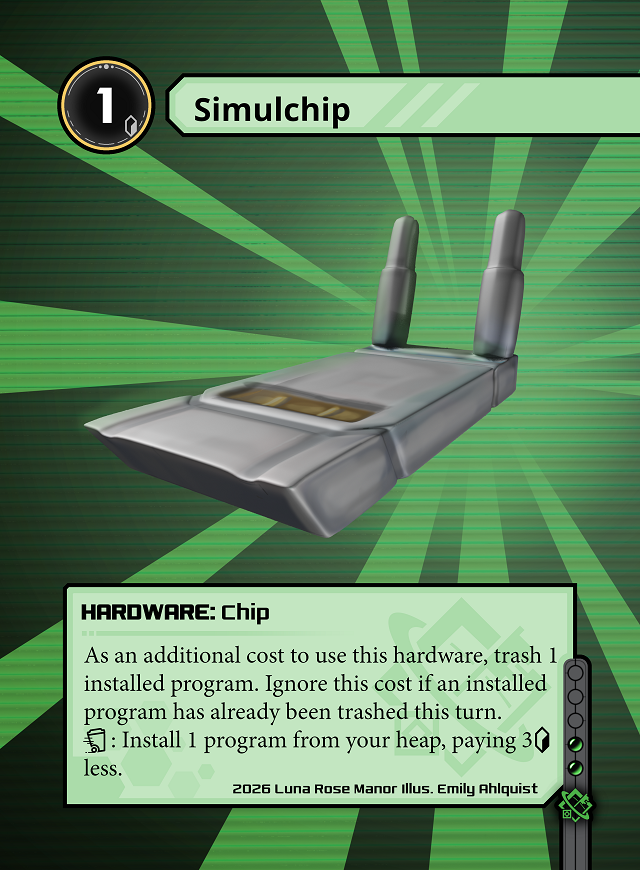 1
Simulchip
HARDWARE: Chip
As an additional cost to use this hardware, trash 1
installed program. Ignore this cost if an installed
program has already been trashed this turn.
: Install 1 program from your heap, paying 3
less.
2026 Luna Rose Manor Illus. Emily Ahlquist